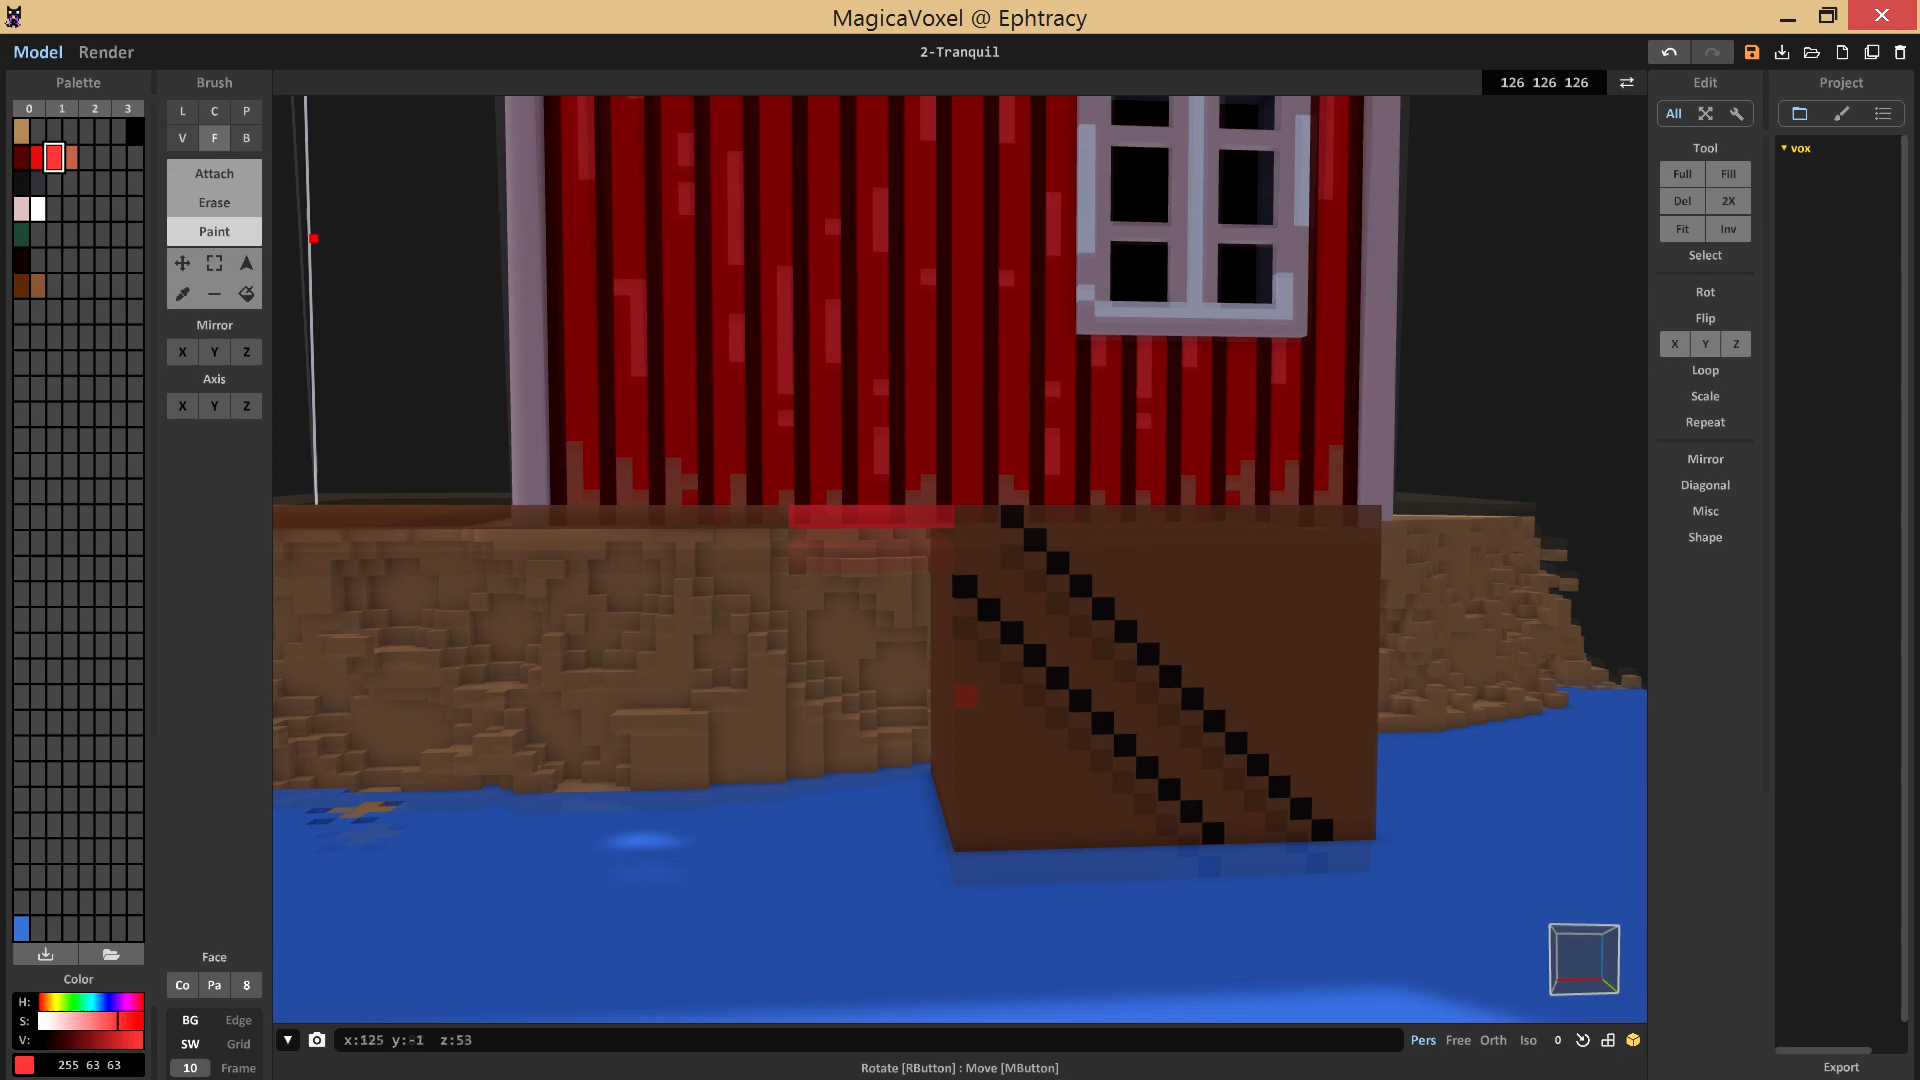 MagicaVoxel @ Ephtracy
Model Render
2-Tranquil
Palette
Brush
126 126 126
Edit
Project
0 1 2 3
L C P
V F B
All
Attach
Erase
Paint
Tool
Full Fill
Del 2X
Fit Inv
Select
vox
Rot
Flip
X Y Z
Loop
Scale
Repeat
Mirror
X Y Z
Axis
X Y Z
Mirror
Diagonal
Misc
Shape
Face
Co Pa 8
Color
H:
S:
V:
255 63 63
BG Edge
SW Grid
10 Frame
x:125 y:-1 z:53
Pers Free Orth Iso 0
Rotate [RButton] : Move [MButton]
Export